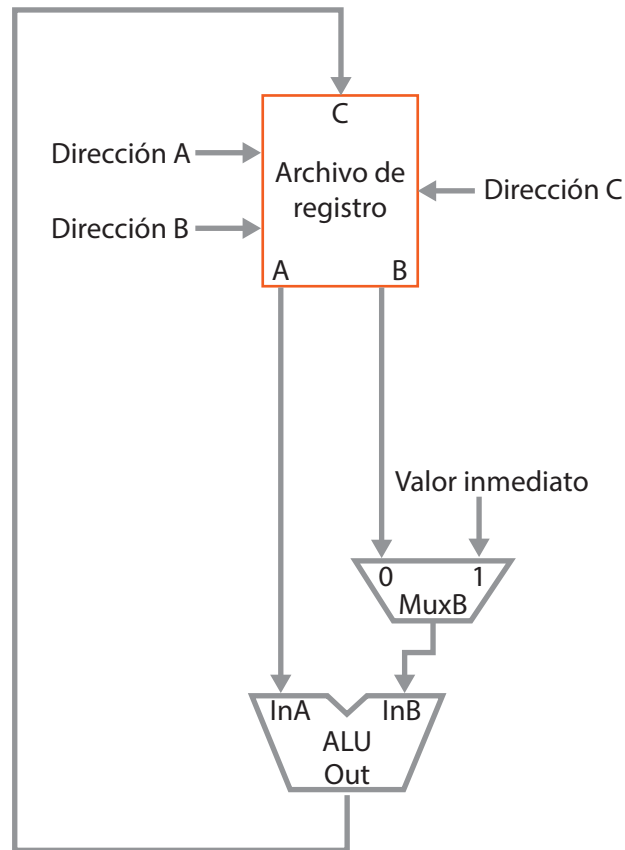 C
Dirección A
Archivo de
registro
Dirección C
Dirección B
A
B
Valor inmediato
0
1
MuxB
InA
InB
ALU
Out